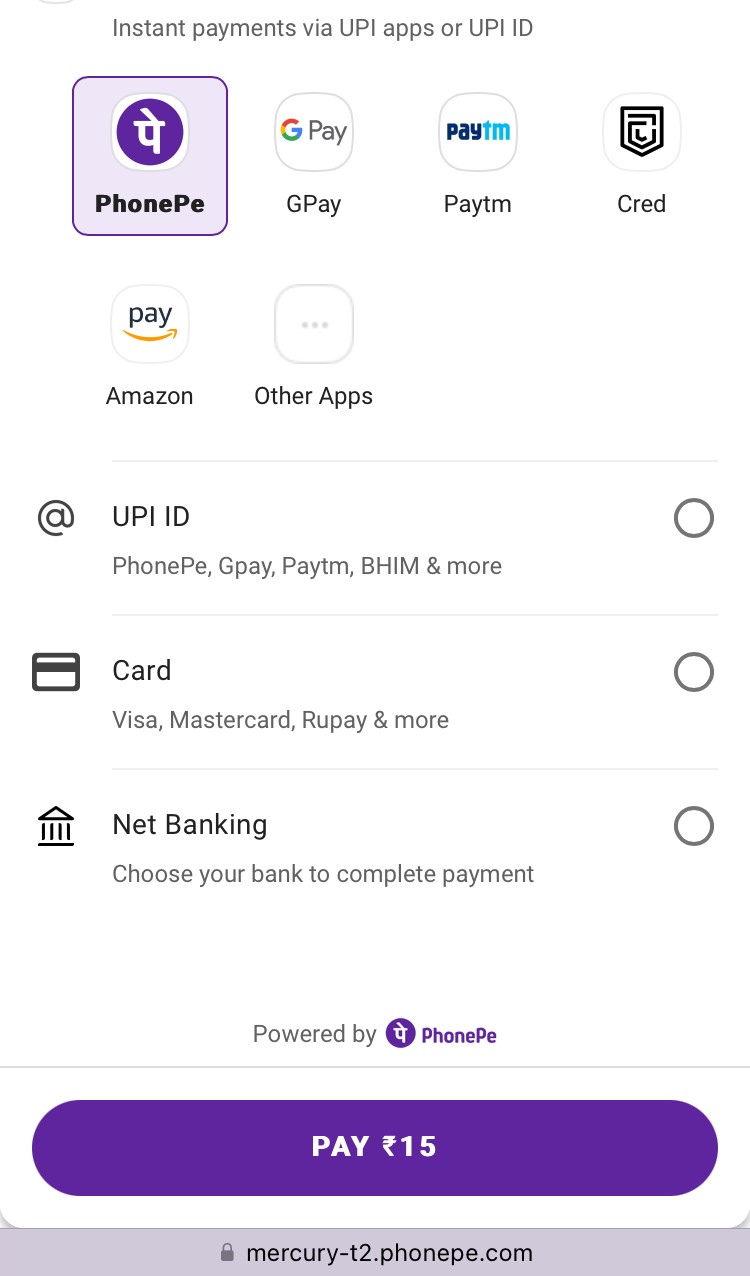 Instant payments via UPI apps or UPI ID
पे
G Pay
paytm
PhonePe
GPay
Paytm
Cred
pay
Amazon
Other Apps
UPI ID
PhonePe, Gpay, Paytm, BHIM & more
Card
Visa, Mastercard, Rupay & more
Net Banking
Choose your bank to complete payment
Powered by पे PhonePe
PAY ₹15
mercury-t2.phonepe.com